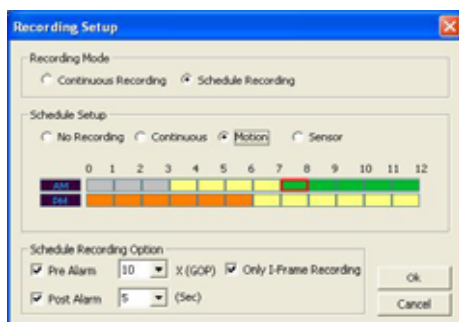 Recording Setup
Recording Mode
Continuous Recording Schedule Recording
Schedule Setup
No Recording Continuous Motion Sensor
0 1 2 3 4 5 6 7 8 9 10 11 12
AM
PM
Schedule Recording Option
Pre Alarm 10 X (GOP) Only I-Frame Recording
Post Alarm 5 (Sec)
Ok
Cancel